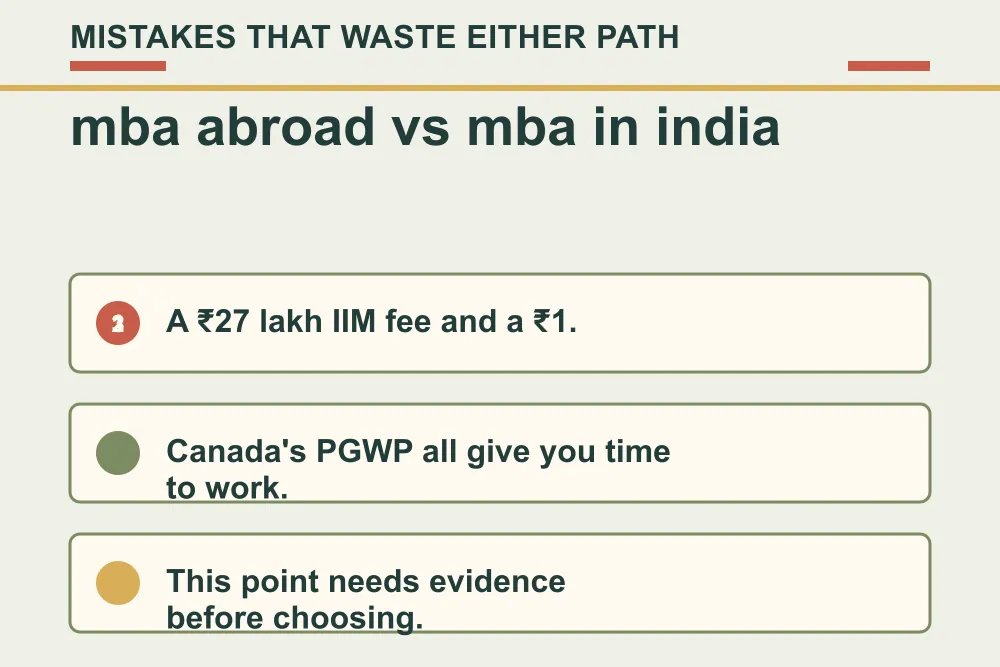 MISTAKES THAT WASTE EITHER PATH
mba abroad vs mba in india
A ₹27 lakh IIM fee and a ₹1.
Canada's PGWP all give you time
to work.
This point needs evidence
before choosing.